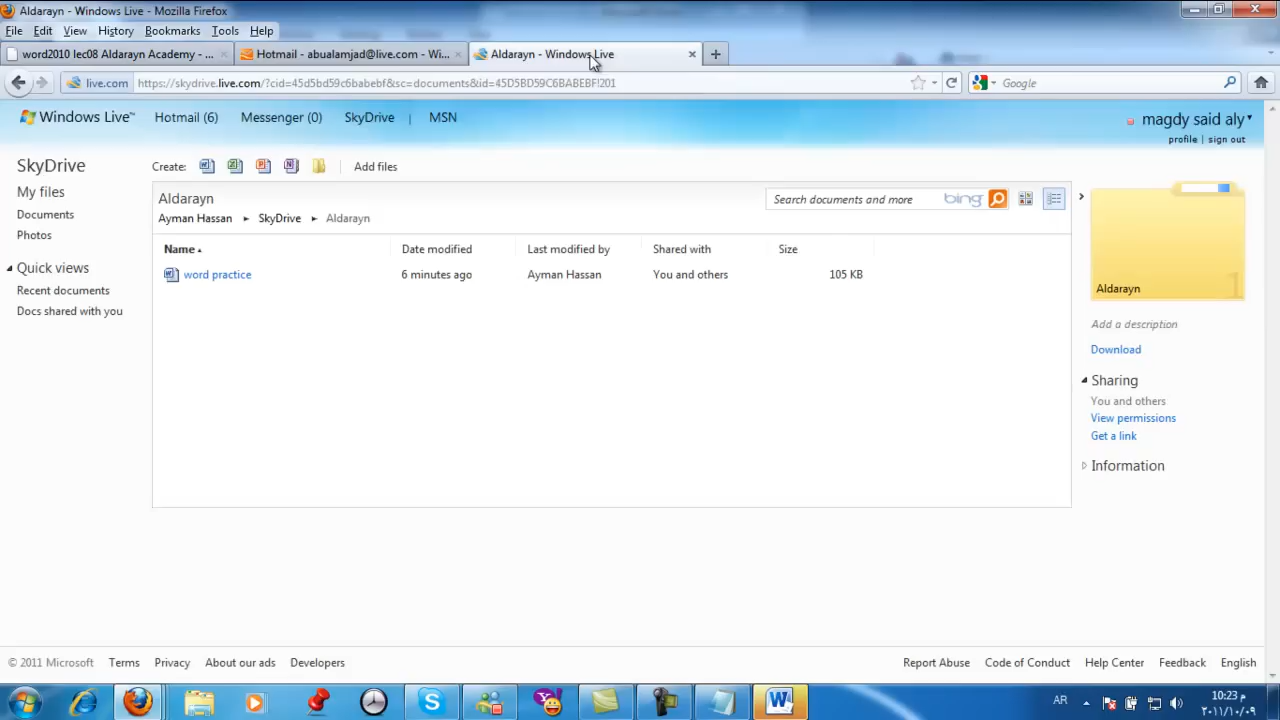 Aldarayn - Windows Live - Mozilla Firefox
File Edit View History Bookmarks Tools Help
word2010 lec08 Aldarayn Academy - ... × Hotmail - abualamjad@live.com - Wi... × Aldarayn - Windows Live × +
live.com https://skydrive.live.com/?cid=45d5bd59c6babebf&sc=documents&id=45D5BD59C6BABEBF!201 Google
Windows Live™ Hotmail (6) Messenger (0) SkyDrive | MSN magdy said aly
profile | sign out
SkyDrive Create: Add files
My files
Documents
Photos
Quick views
Recent documents
Docs shared with you
Aldarayn Search documents and more bing
Ayman Hassan ► SkyDrive ► Aldarayn
Name Date modified Last modified by Shared with Size
word practice 6 minutes ago Ayman Hassan You and others 105 KB
Aldarayn 1
Add a description
Download
Sharing
You and others
View permissions
Get a link
Information
© 2011 Microsoft Terms Privacy About our ads Developers Report Abuse Code of Conduct Help Center Feedback English
AR 10:23 م
٢٠١١/١٠/٠٩